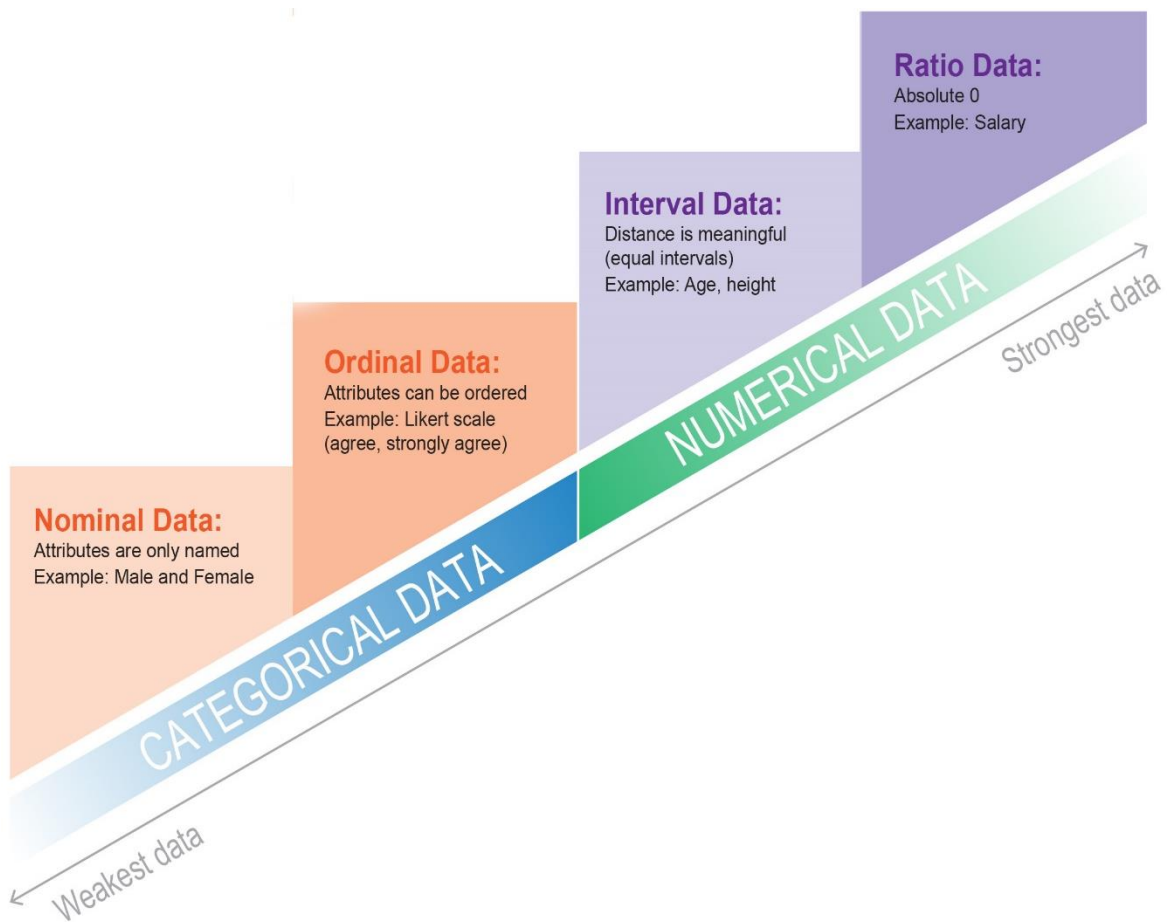 Ratio Data:
Absolute 0
Example: Salary
Interval Data:
Distance is meaningful
(equal intervals)
Example: Age, height
Ordinal Data:
Attributes can be ordered
Example: Likert scale
(agree, strongly agree)
Nominal Data:
Attributes are only named
Example: Male and Female
CATEGORICAL DATA
NUMERICAL DATA
Weakest data
Strongest data